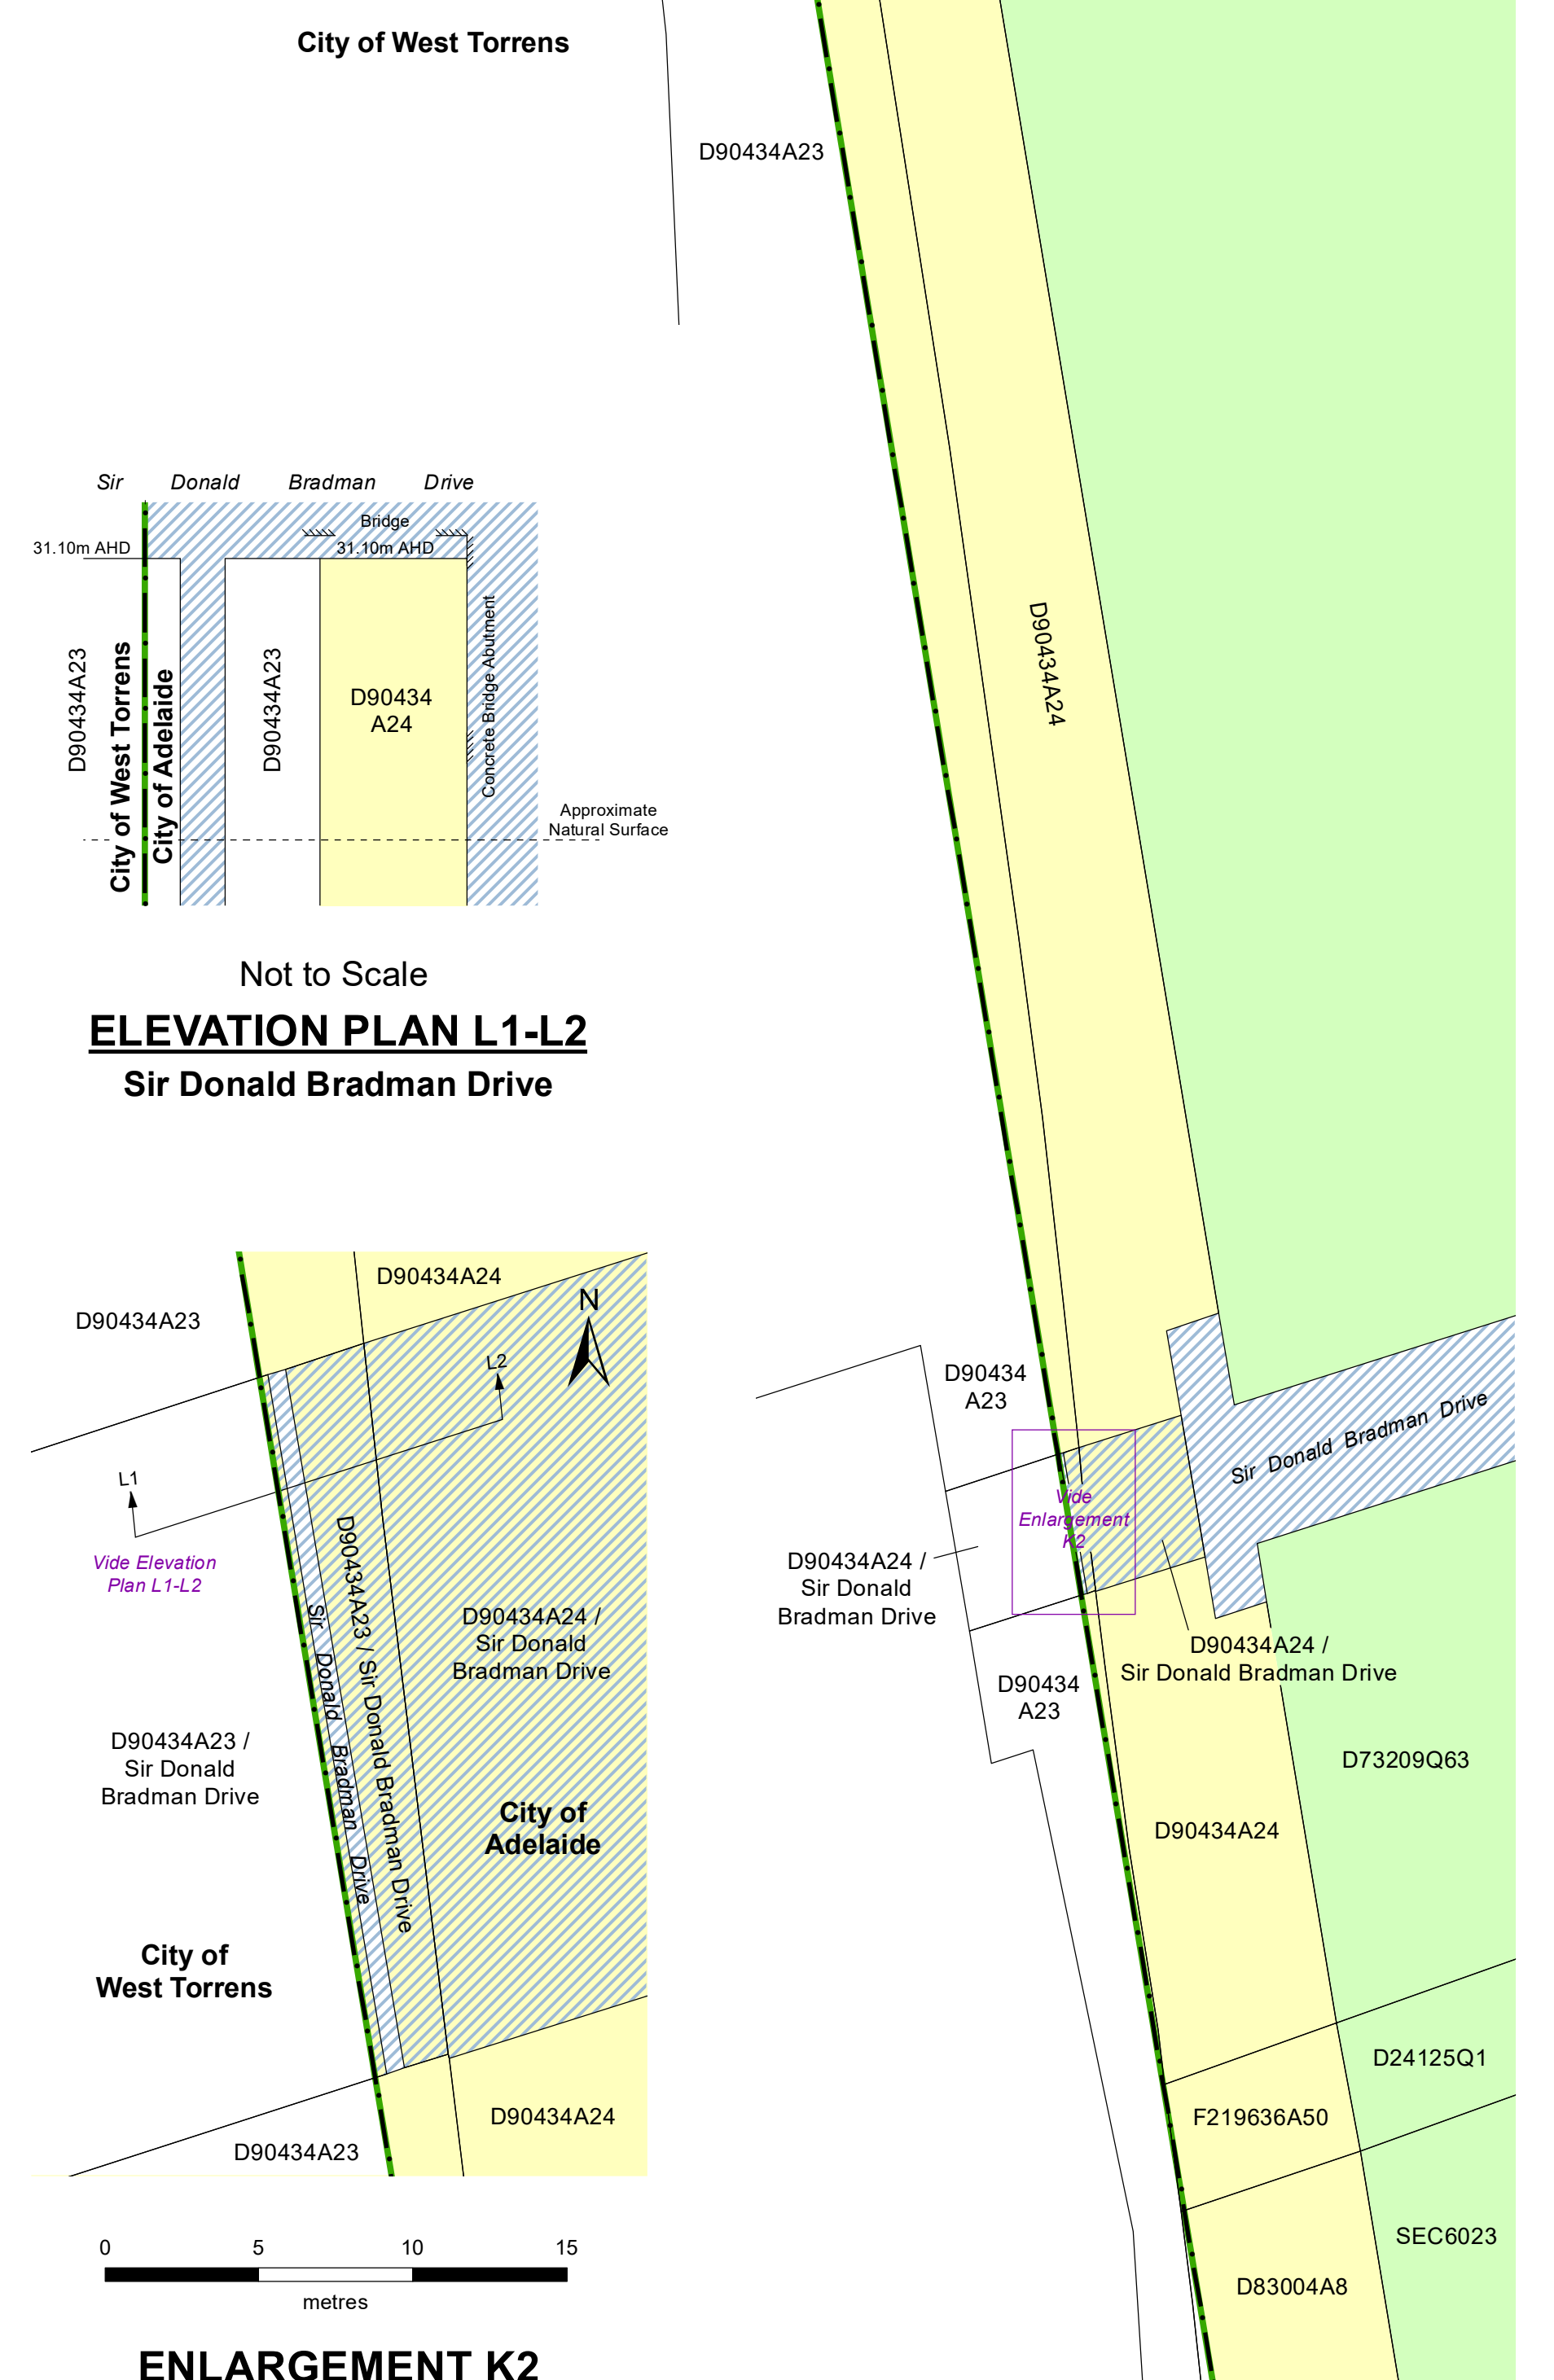 City of West Torrens
D90434A23
D90434A24
Sir Donald Bradman Drive
Bridge
31.10m AHD
31.10m AHD
D90434A23
City of West Torrens
City of Adelaide
D90434A23
D90434
A24
Concrete Bridge Abutment
Approximate
Natural Surface
Not to Scale
ELEVATION PLAN L1-L2
Sir Donald Bradman Drive
D90434A24
D90434A23
N
L2
L1
Vide Elevation
Plan L1-L2
D90434A23 / Sir Donald Bradman Drive
Sir Donald Bradman Drive
D90434A24 /
Sir Donald
Bradman Drive
D90434A23 /
Sir Donald
Bradman Drive
City of
Adelaide
City of
West Torrens
D90434A24
D90434A23
0 5 10 15
metres
ENLARGEMENT K2
D90434
A23
Sir Donald Bradman Drive
Vide
Enlargement
K2
D90434A24 /
Sir Donald
Bradman Drive
D90434A24 /
Sir Donald Bradman Drive
D90434
A23
D73209Q63
D90434A24
D24125Q1
F219636A50
SEC6023
D83004A8